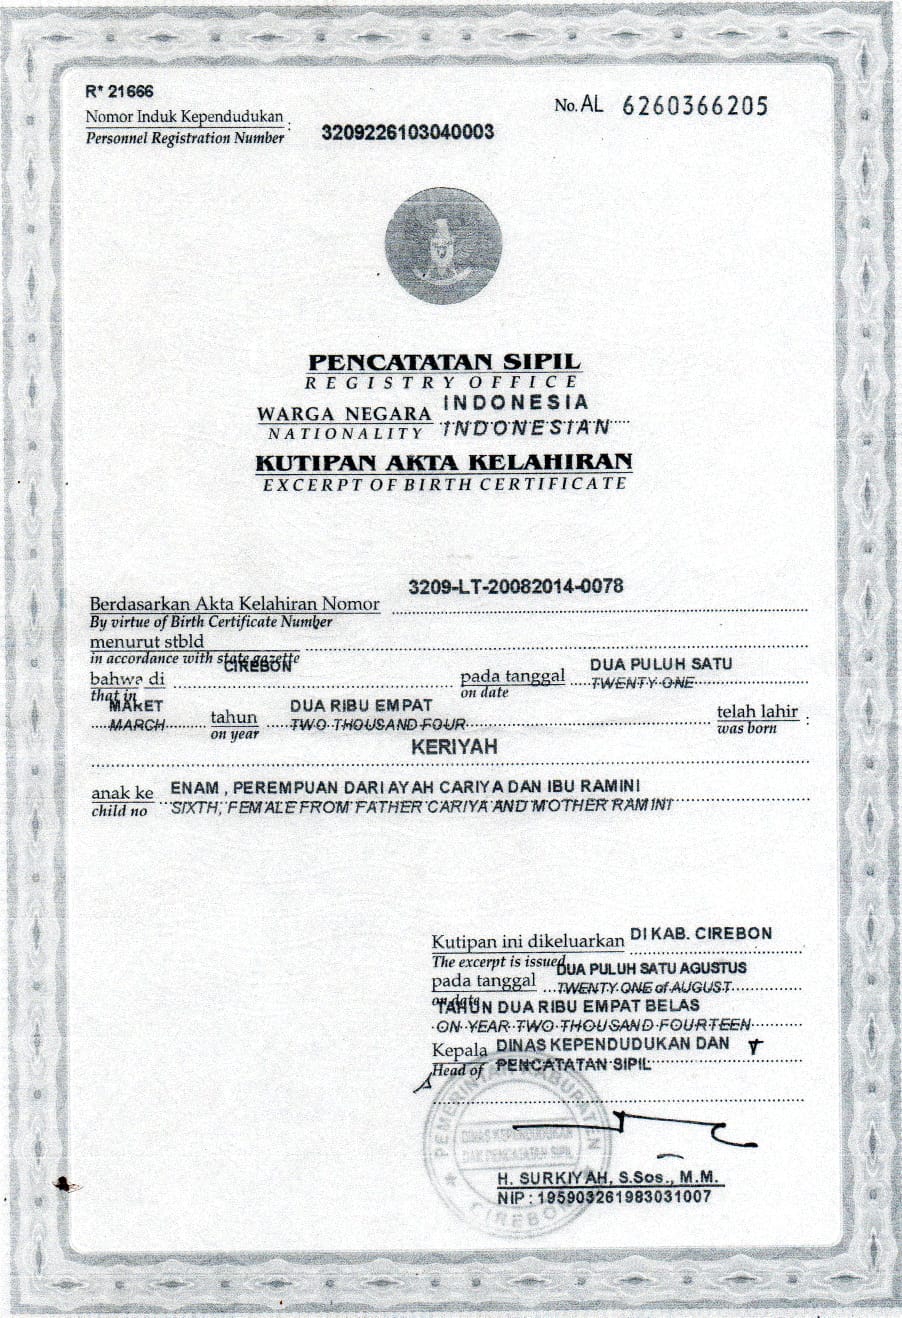 R* 21666
Nomor Induk Kependudukan :
Personnel Registration Number
3209226103040003
No. AL 6260366205
PENCATATAN SIPIL
REGISTRY OFFICE
WARGA NEGARA INDONESIA
NATIONALITY INDONESIAN
KUTIPAN AKTA KELAHIRAN
EXCERPT OF BIRTH CERTIFICATE
Berdasarkan Akta Kelahiran Nomor 3209-LT-20082014-0078
By virtue of Birth Certificate Number
menurut stbld
in accordance with state gazette
bahwa di CIREBON pada tanggal DUA PULUH SATU
that in on date TWENTY ONE
MARET tahun DUA RIBU EMPAT telah lahir :
MARCH on year TWO THOUSAND FOUR was born
KERIYAH
anak ke ENAM , PEREMPUAN DARI AYAH CARIYA DAN IBU RAMINI
child no SIXTH, FEMALE FROM FATHER CARIYA AND MOTHER RAMINI
Kutipan ini dikeluarkan DI KAB. CIREBON
The excerpt is issued
pada tanggal DUA PULUH SATU AGUSTUS
on date TWENTY ONE of AUGUST
TAHUN DUA RIBU EMPAT BELAS
ON YEAR TWO THOUSAND FOURTEEN
Kepala DINAS KEPENDUDUKAN DAN
Head of PENCATATAN SIPIL
PEMERINTAH KABUPATEN
DINAS KEPENDUDUKAN
DAN PENCATATAN SIPIL
CIREBON
H. SURKIYAH, S.Sos., M.M.
NIP : 195903261983031007